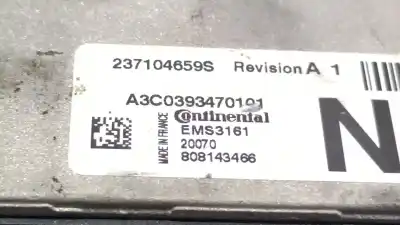 237104659S Revision A 1
A3C0393470101
Continental
MADE IN FRANCE
EMS3161
20070
808143466
N